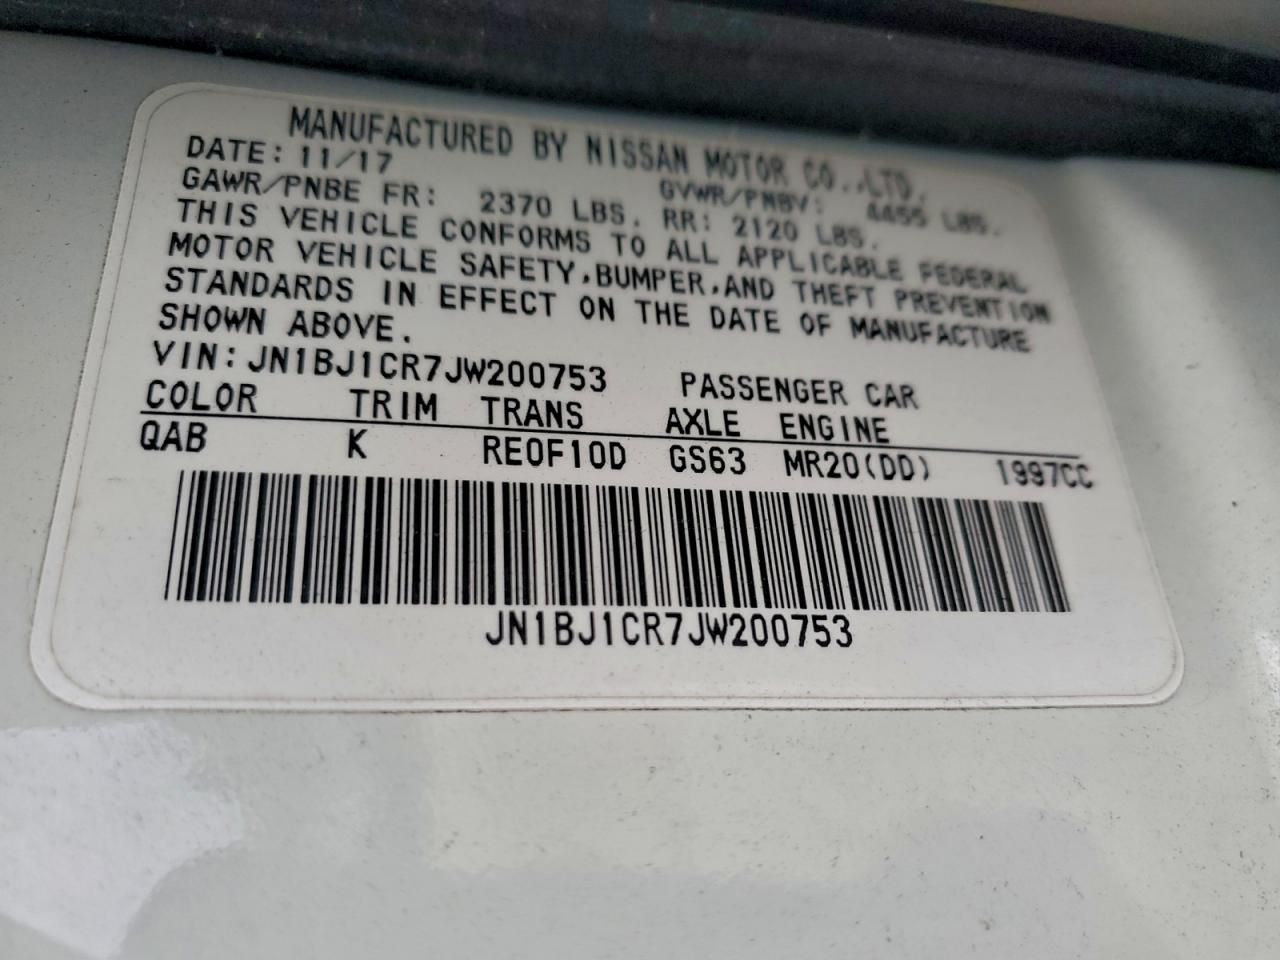 MANUFACTURED BY NISSAN MOTOR CO.,LTD.
DATE: 11/17 GVWR/PNBV: 4455 LBS.
GAWR/PNBE FR: 2370 LBS. RR: 2120 LBS.
THIS VEHICLE CONFORMS TO ALL APPLICABLE FEDERAL
MOTOR VEHICLE SAFETY,BUMPER,AND THEFT PREVENTION
STANDARDS IN EFFECT ON THE DATE OF MANUFACTURE
SHOWN ABOVE.
VIN: JN1BJ1CR7JW200753 PASSENGER CAR
COLOR TRIM TRANS AXLE ENGINE
QAB K RE0F10D GS63 MR20(DD) 1997CC
JN1BJ1CR7JW200753